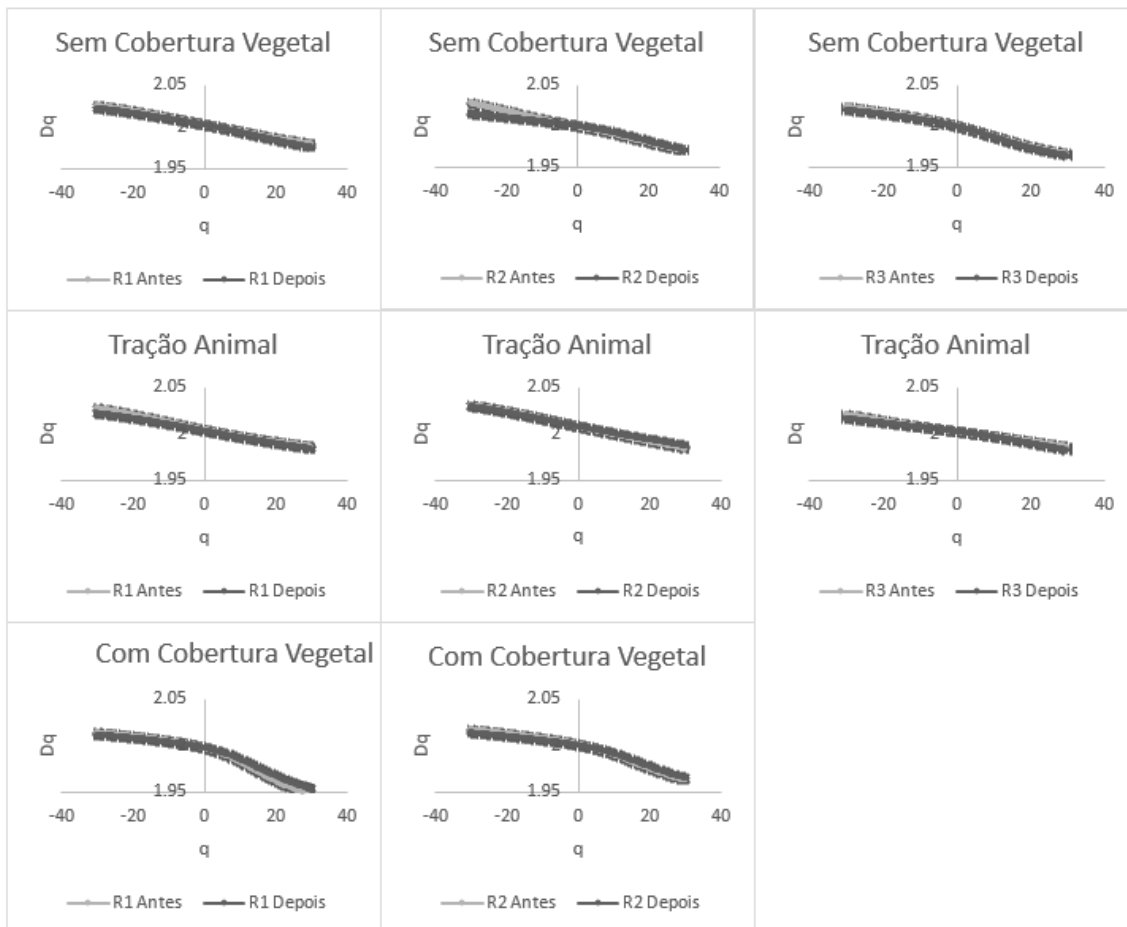 Sem Cobertura Vegetal
2.05
Dq
2
1.95
-40 -20 0 20 40
q
R1 Antes R1 Depois
Sem Cobertura Vegetal
2.05
Dq
2
1.95
-40 -20 0 20 40
q
R2 Antes R2 Depois
Sem Cobertura Vegetal
2.05
Dq
2
1.95
-40 -20 0 20 40
q
R3 Antes R3 Depois
Tração Animal
2.05
Dq
2
1.95
-40 -20 0 20 40
q
R1 Antes R1 Depois
Tração Animal
2.05
Dq
2
1.95
-40 -20 0 20 40
q
R2 Antes R2 Depois
Tração Animal
2.05
Dq
2
1.95
-40 -20 0 20 40
q
R3 Antes R3 Depois
Com Cobertura Vegetal
2.05
Dq
2
1.95
-40 -20 0 20 40
q
R1 Antes R1 Depois
Com Cobertura Vegetal
2.05
Dq
2
1.95
-40 -20 0 20 40
q
R2 Antes R2 Depois